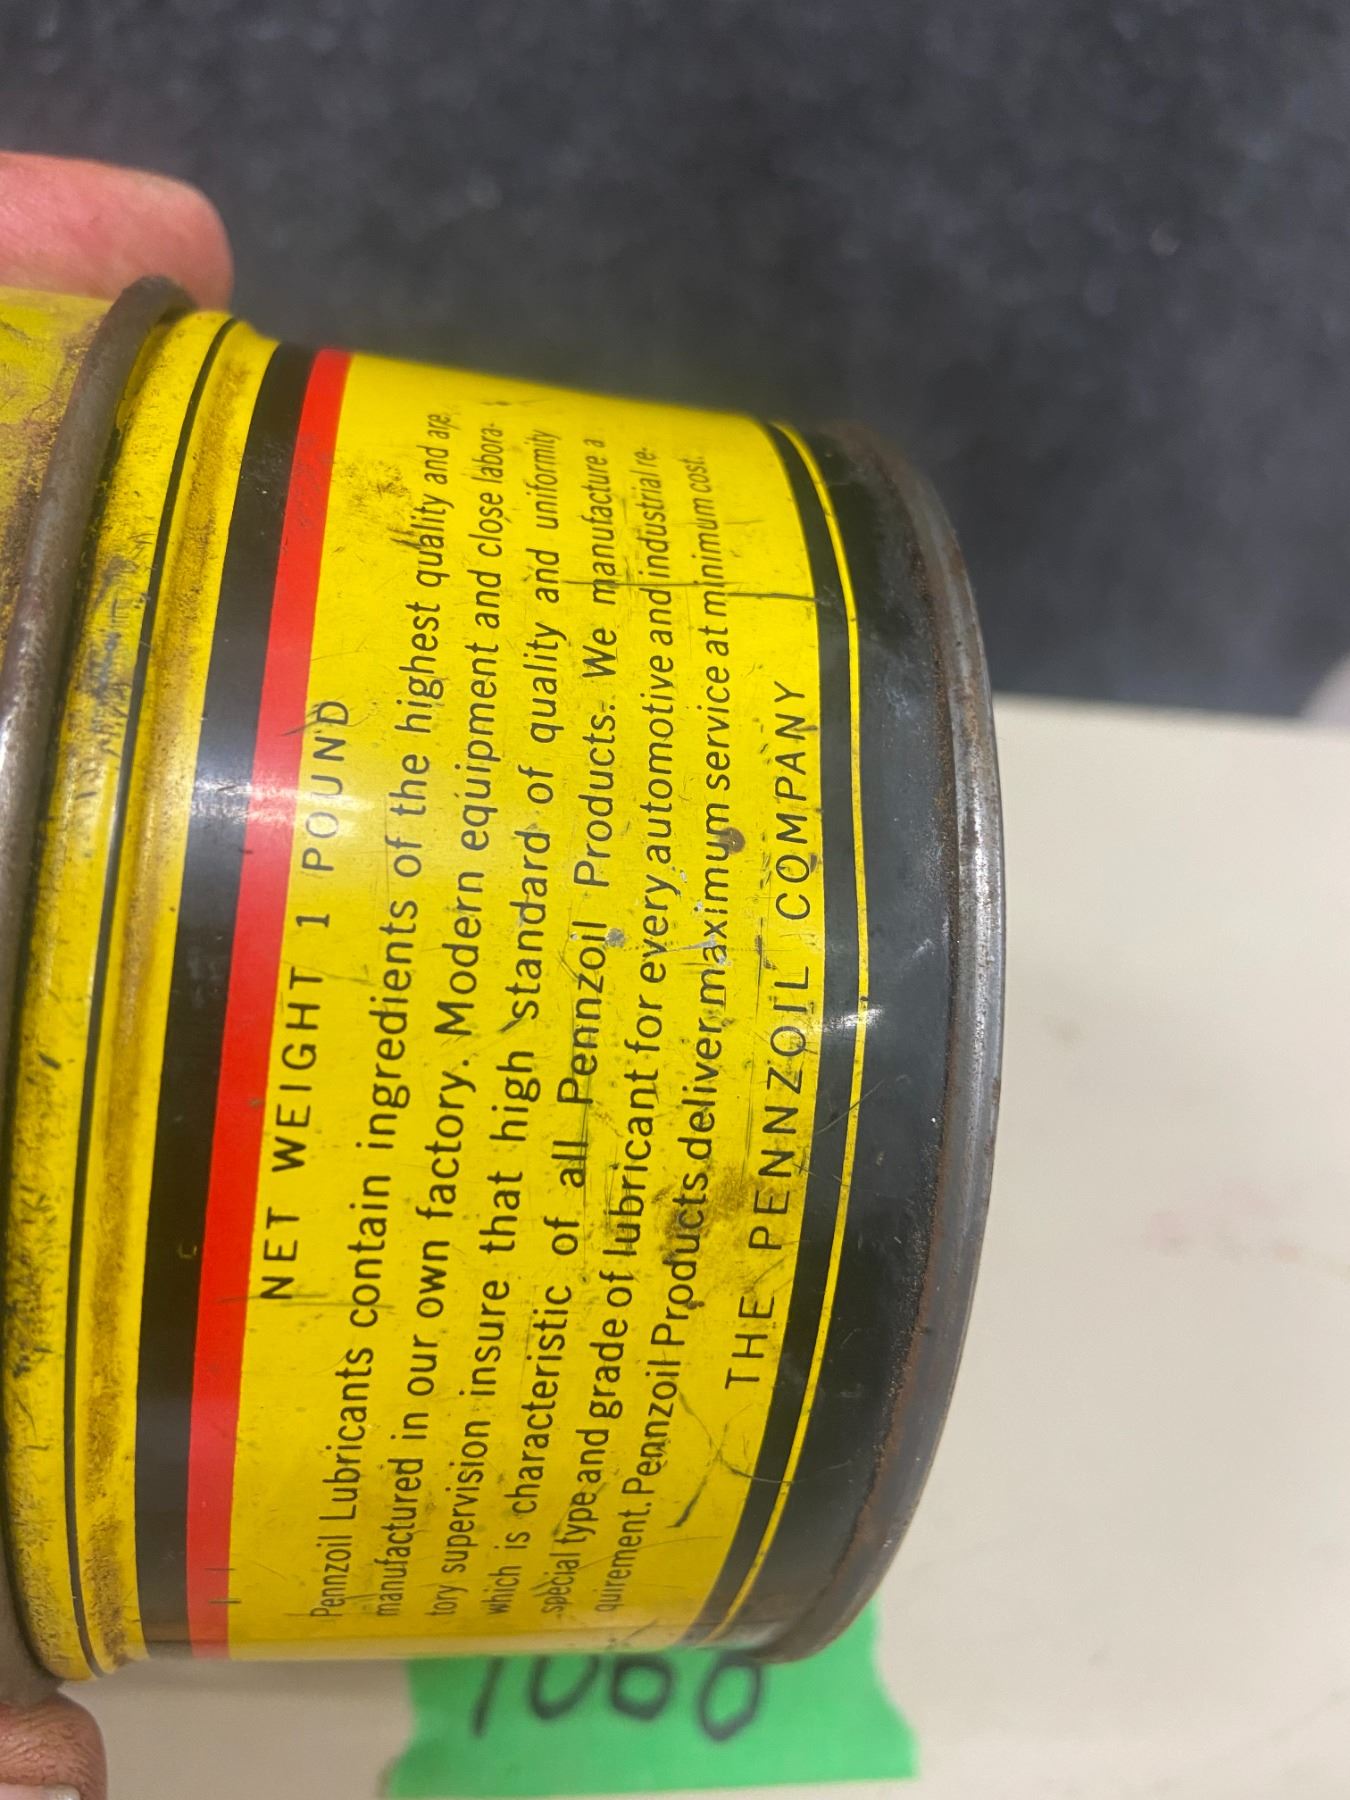 NET WEIGHT 1 POUND
Pennzoil Lubricants contain ingredients of the highest quality and are
manufactured in our own factory. Modern equipment and close labora-
tory supervision insure that high standard of quality and uniformity
which is characteristic of all Pennzoil Products. We manufacture a
special type and grade of lubricant for every automotive and industrial re-
quirement. Pennzoil Products deliver maximum service at minimum cost.
THE PENNZOIL COMPANY
1060